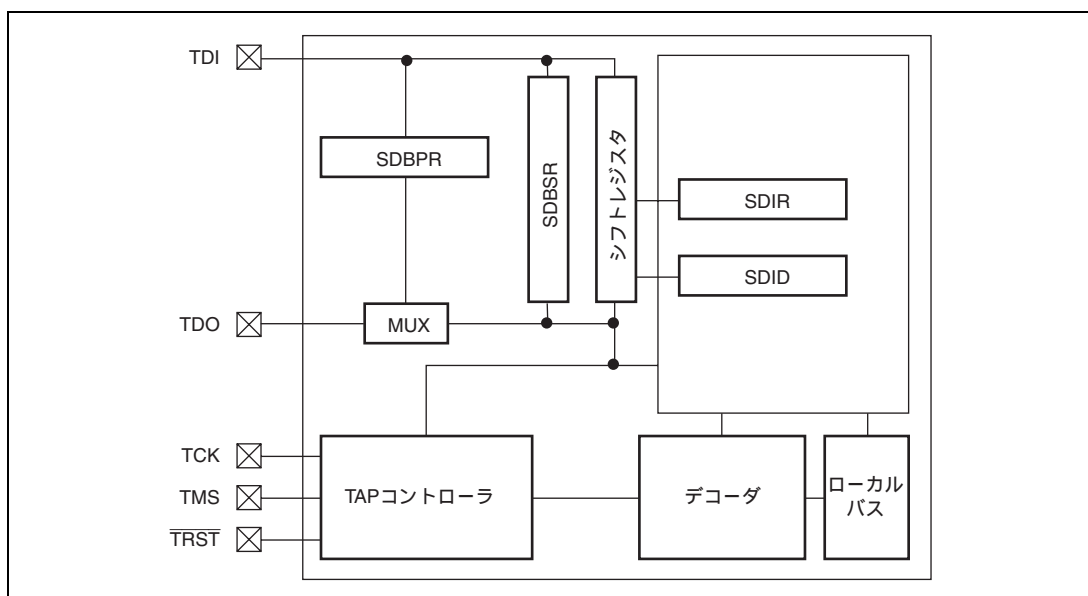 TDI
SDBPR
SDBSR
シフトレジスタ
SDIR
SDID
TDO
MUX
TCK
TMS
TRST
TAPコントローラ
デコーダ
ローカル
バス